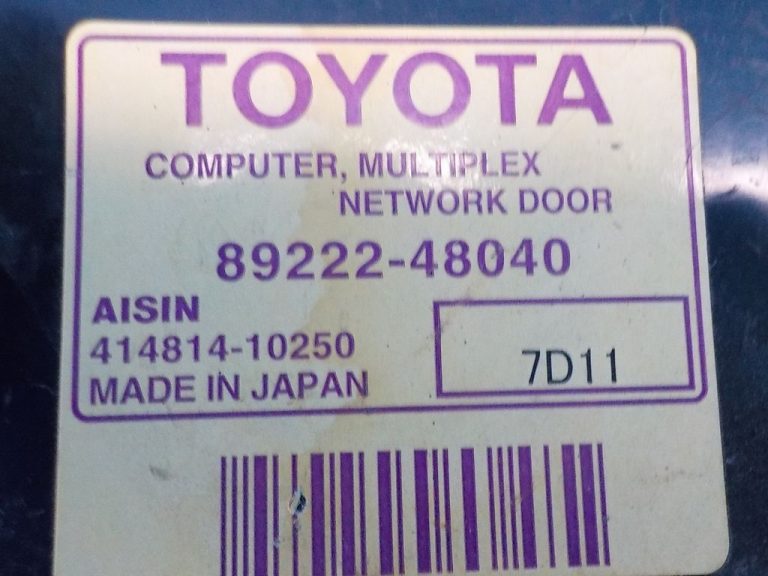 TOYOTA
COMPUTER, MULTIPLEX
NETWORK DOOR
89222-48040
AISIN
414814-10250
MADE IN JAPAN
7D11